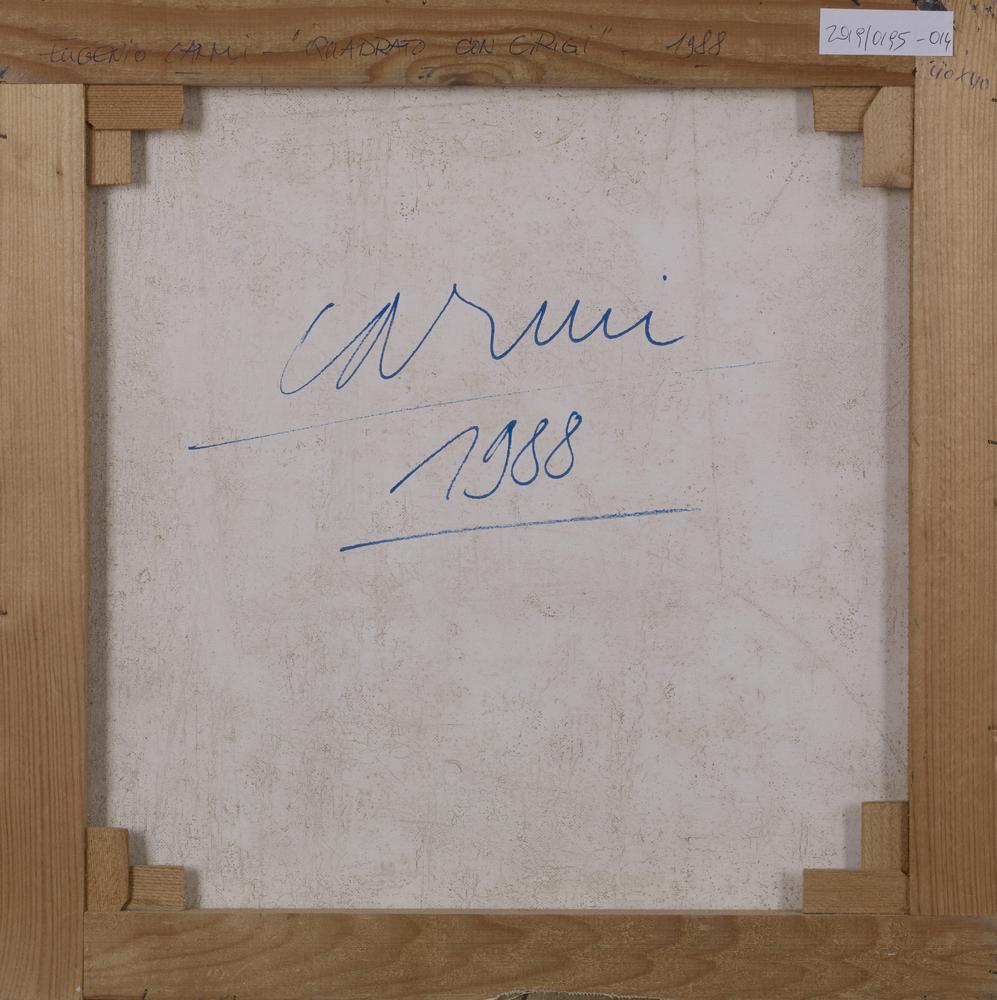 EUGENIO CARMI - "QUADRATO CON GRIGI" - 1988
2019/0195-014
40x40
carmi
1988